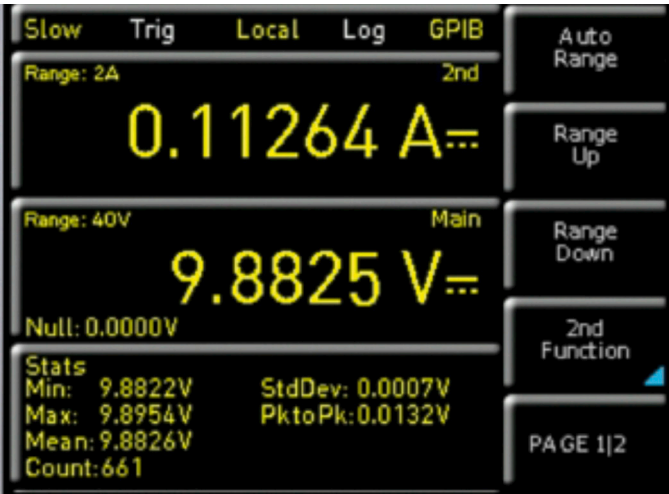 Slow Trig Local Log GPIB
Range: 2A 2nd
0.11264 A⎓
Range: 40V Main
9.8825 V⎓
Null: 0.0000V
Stats
Min: 9.8822V StdDev: 0.0007V
Max: 9.8954V PktoPk:0.0132V
Mean:9.8826V
Count:661
Auto
Range
Range
Up
Range
Down
2nd
Function
PAGE 1|2